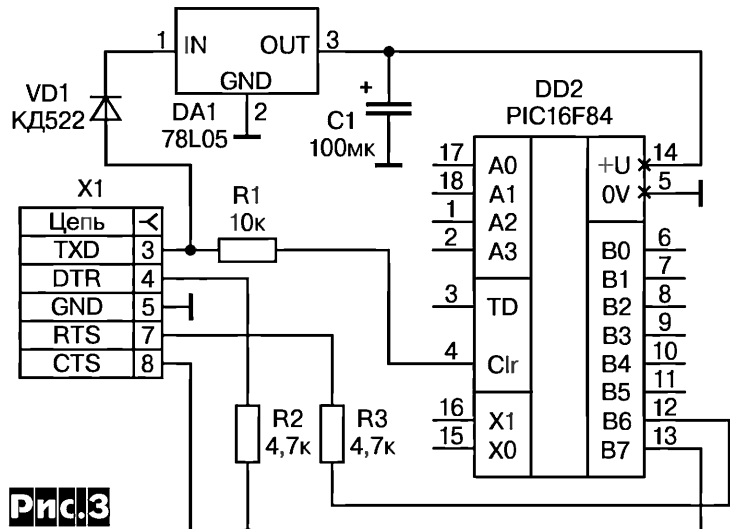 1 IN OUT 3
GND
2
VD1
КД522
DA1
78L05
+
C1
100мк
DD2
PIC16F84
17 A0 +U 14
18 A1 0V 5
1 A2
2 A3 B0 6
B1 7
3 TD B2 8
B3 9
4 Clr B4 10
B5 11
16 X1 B6 12
15 X0 B7 13
X1
Цепь
TXD 3
DTR 4
GND 5
RTS 7
CTS 8
R1
10к
R2
4,7к
R3
4,7к
Рис.3